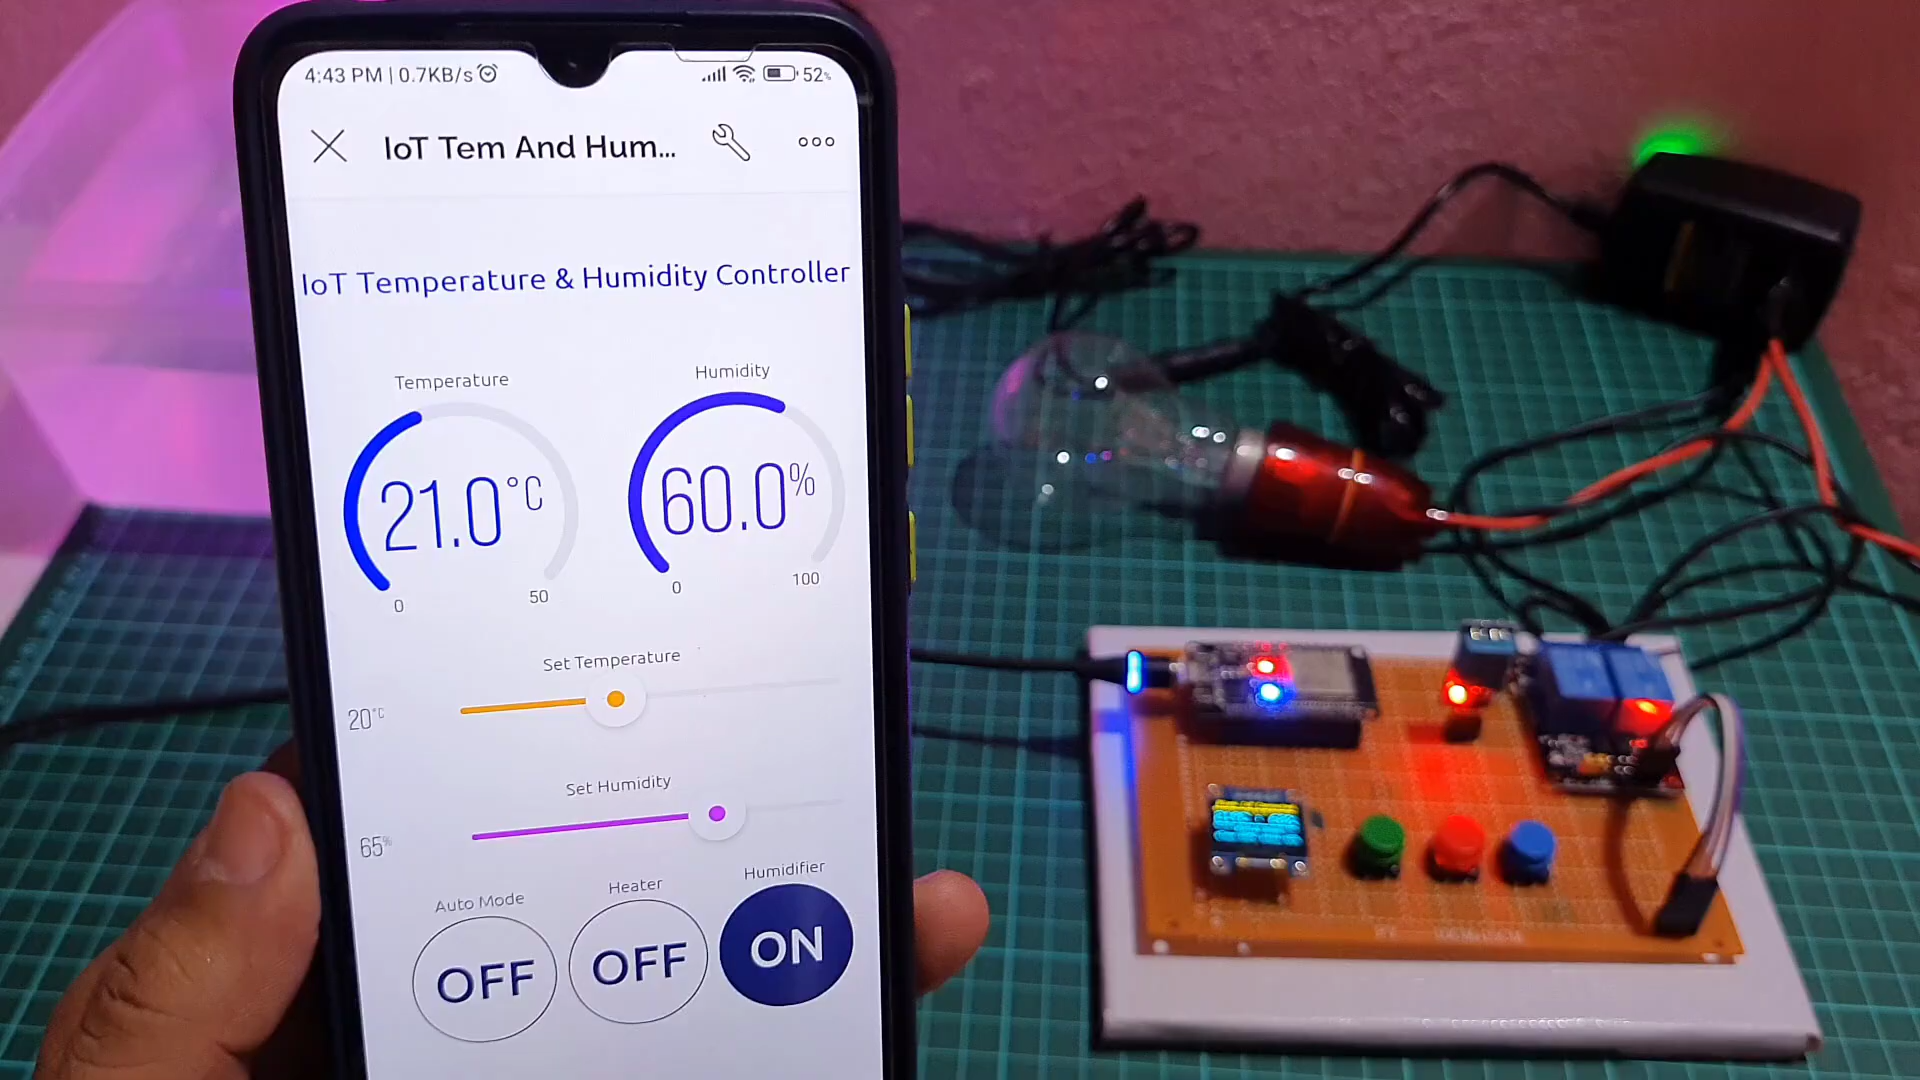 4:43 PM | 0.7KB/s 52%
IoT Tem And Hum...
IoT Temperature & Humidity Controller
Temperature
Humidity
21.0°C
60.0%
0
50
0
100
Set Temperature
20°C
Set Humidity
65%
Auto Mode
Heater
Humidifier
OFF
OFF
ON